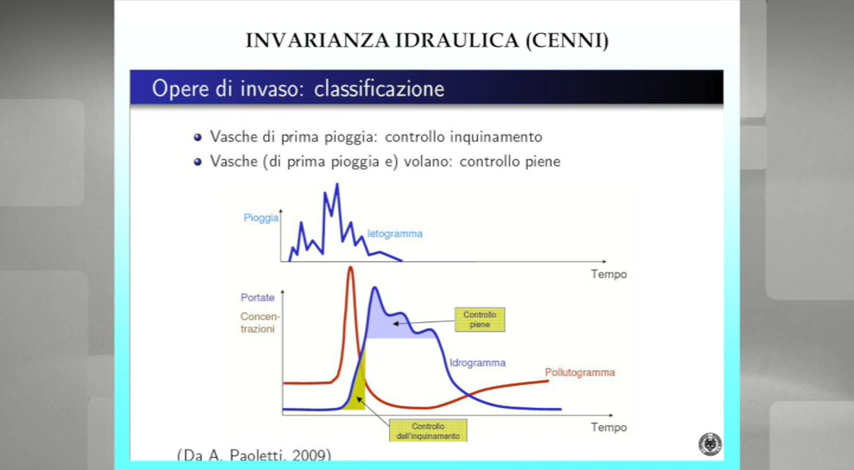 INVARIANZA IDRAULICA (CENNI)
Opere di invaso: classificazione
Vasche di prima pioggia: controllo inquinamento
Vasche (di prima pioggia e) volano: controllo piene
Pioggia
Ietogramma
Tempo
Portate
Concen-
trazioni
Controllo
piene
Idrogramma
Pollutogramma
Controllo
dell'inquinamento
Tempo
(Da A. Paoletti, 2009)